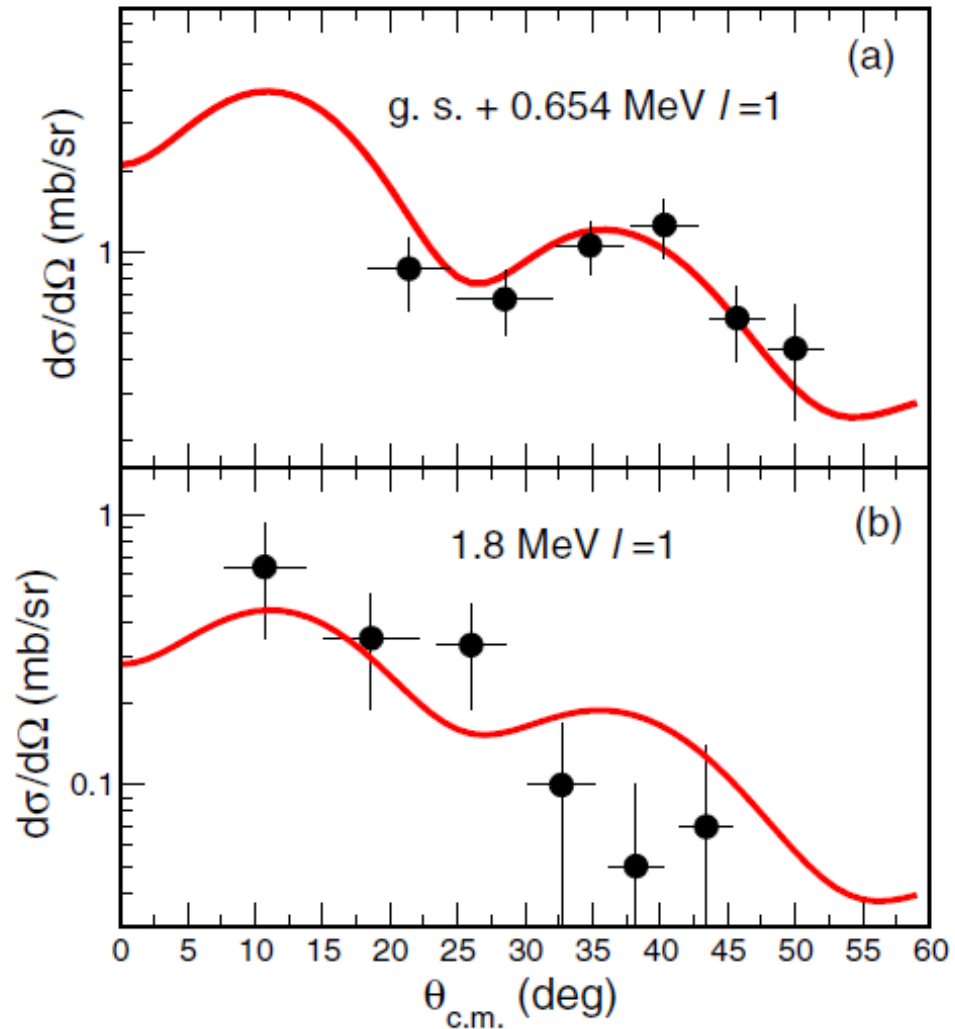 (a)
g. s. + 0.654 MeV l =1
dσ/dΩ (mb/sr)
1
(b)
1.8 MeV l =1
dσ/dΩ (mb/sr)
1
0.1
0 5 10 15 20 25 30 35 40 45 50 55 60
θc.m. (deg)